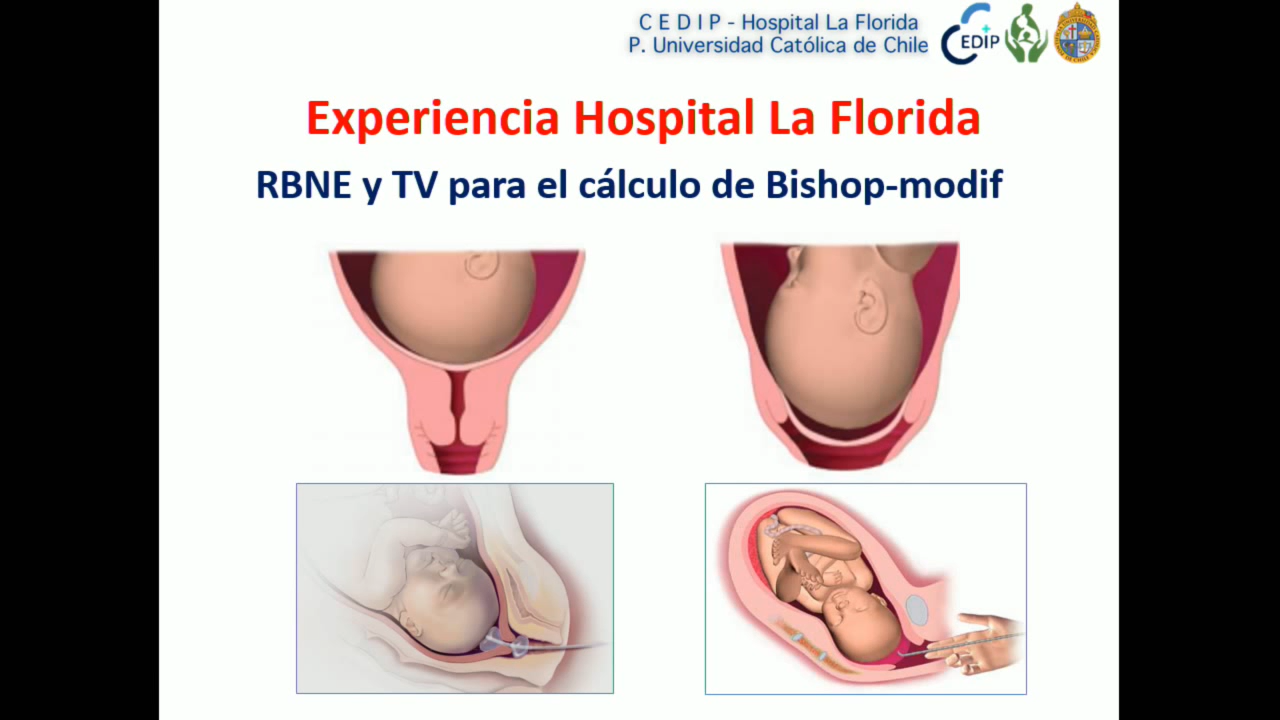 C E D I P - Hospital La Florida
P. Universidad Católica de Chile
EDIP
Experiencia Hospital La Florida
RBNE y TV para el cálculo de Bishop-modif